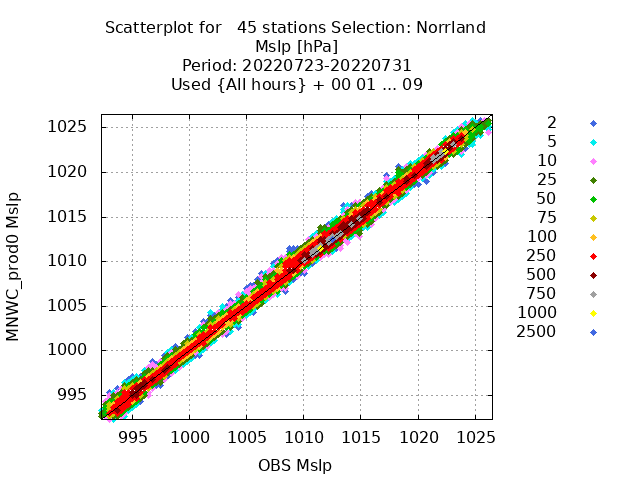 Scatterplot for   45 stations Selection: Norrland
Mslp [hPa]
Period: 20220723-20220731
Used {All hours} + 00 01 ... 09
MNWC_prod0 Mslp
1025
1020
1015
1010
1005
1000
995
995 1000 1005 1010 1015 1020 1025
OBS Mslp
2
5
10
25
50
75
100
250
500
750
1000
2500